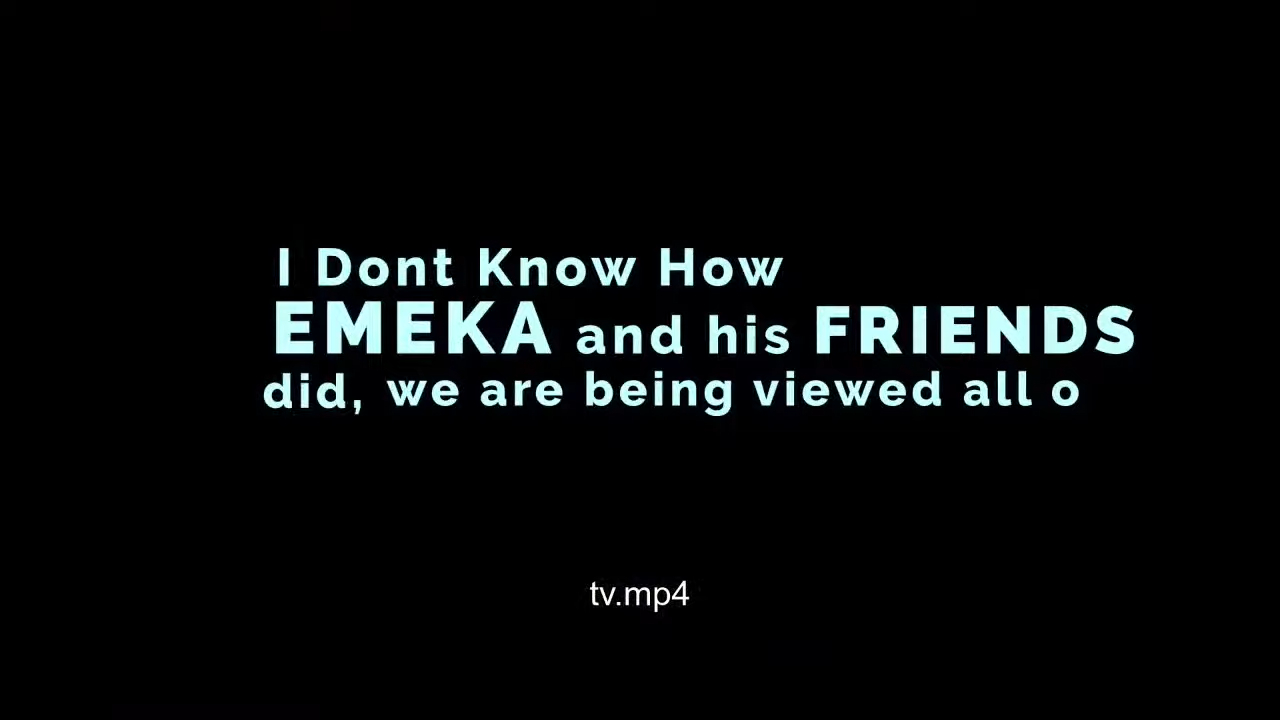 I Dont Know How
EMEKA and his FRIENDS
did, we are being viewed all o
tv.mp4